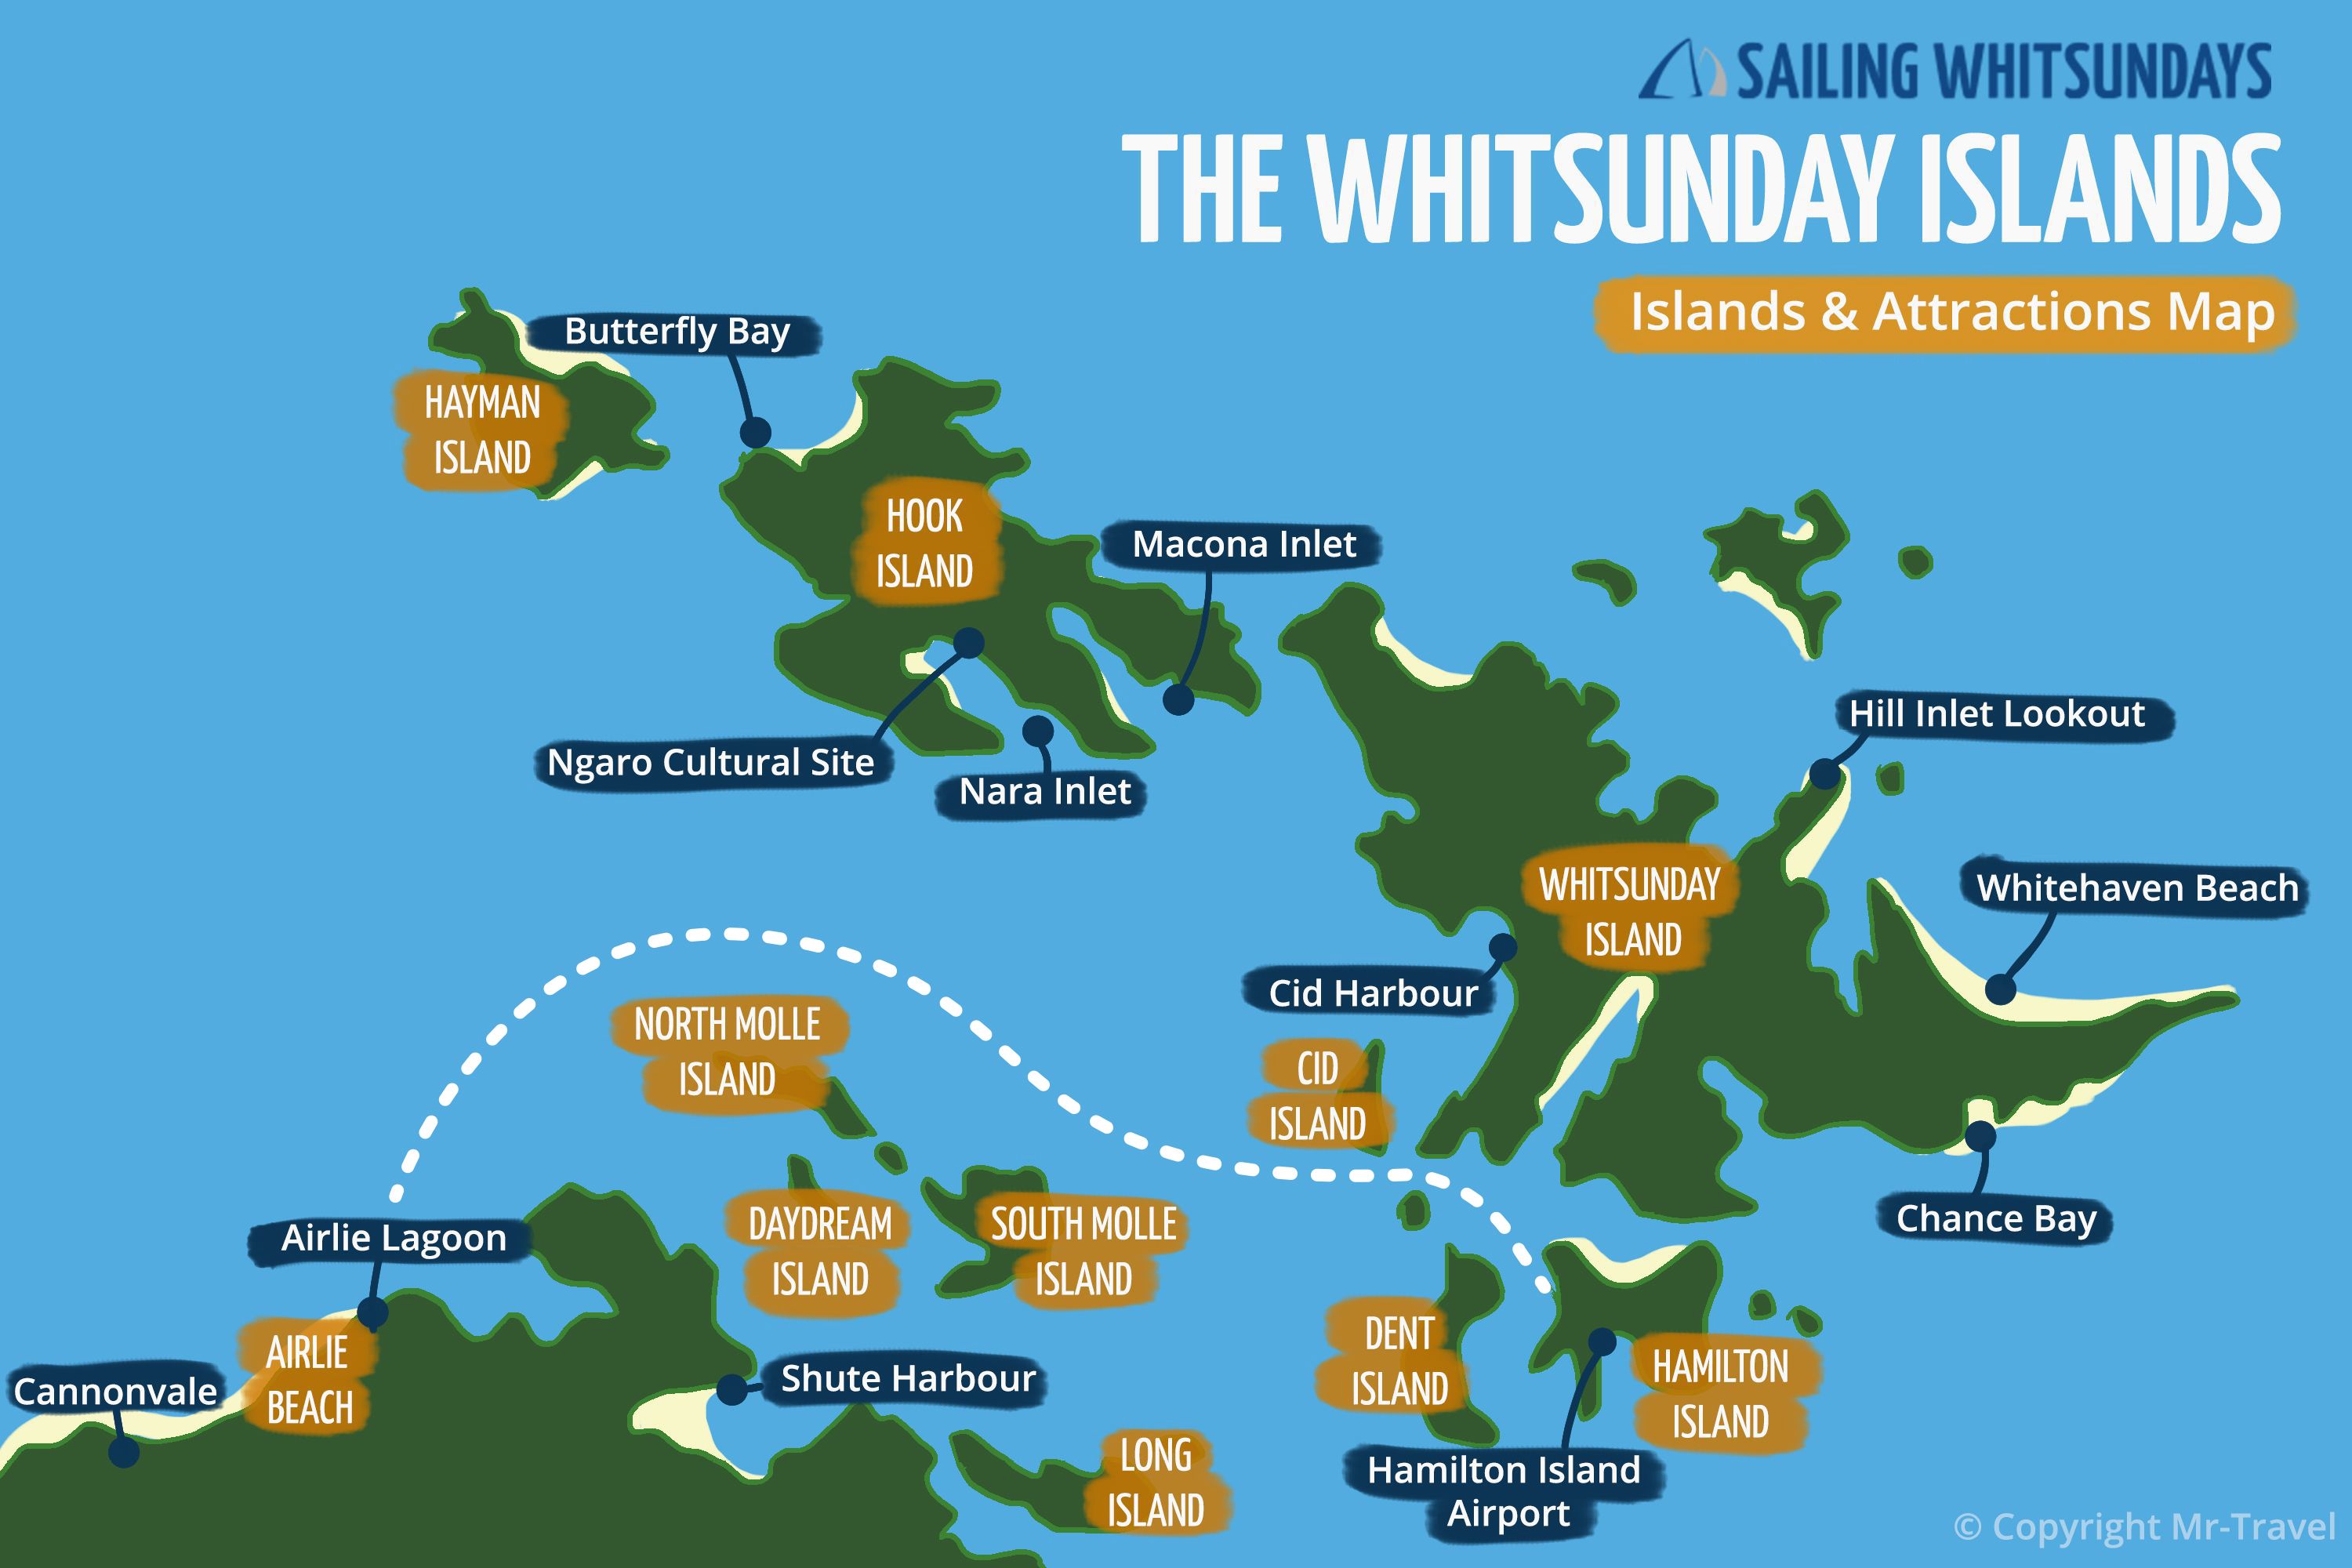 SAILING WHITSUNDAYS
THE WHITSUNDAY ISLANDS
Islands & Attractions Map
Butterfly Bay
HAYMAN
ISLAND
HOOK
ISLAND
Macona Inlet
Ngaro Cultural Site
Nara Inlet
Hill Inlet Lookout
WHITSUNDAY
ISLAND
Whitehaven Beach
Cid Harbour
NORTH MOLLE
ISLAND
CID
ISLAND
Chance Bay
Airlie Lagoon
DAYDREAM
ISLAND
SOUTH MOLLE
ISLAND
AIRLIE
BEACH
Cannonvale
Shute Harbour
DENT
ISLAND
HAMILTON
ISLAND
LONG
ISLAND
Hamilton Island
Airport
© Copyright Mr-Travel